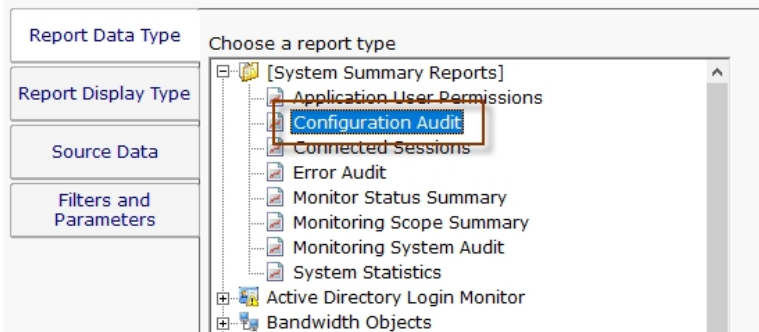 Report Data Type
Choose a report type
Report Display Type
Source Data
Filters and
Parameters
[System Summary Reports]
Application User Permissions
Configuration Audit
Connected Sessions
Error Audit
Monitor Status Summary
Monitoring Scope Summary
Monitoring System Audit
System Statistics
Active Directory Login Monitor
Bandwidth Objects